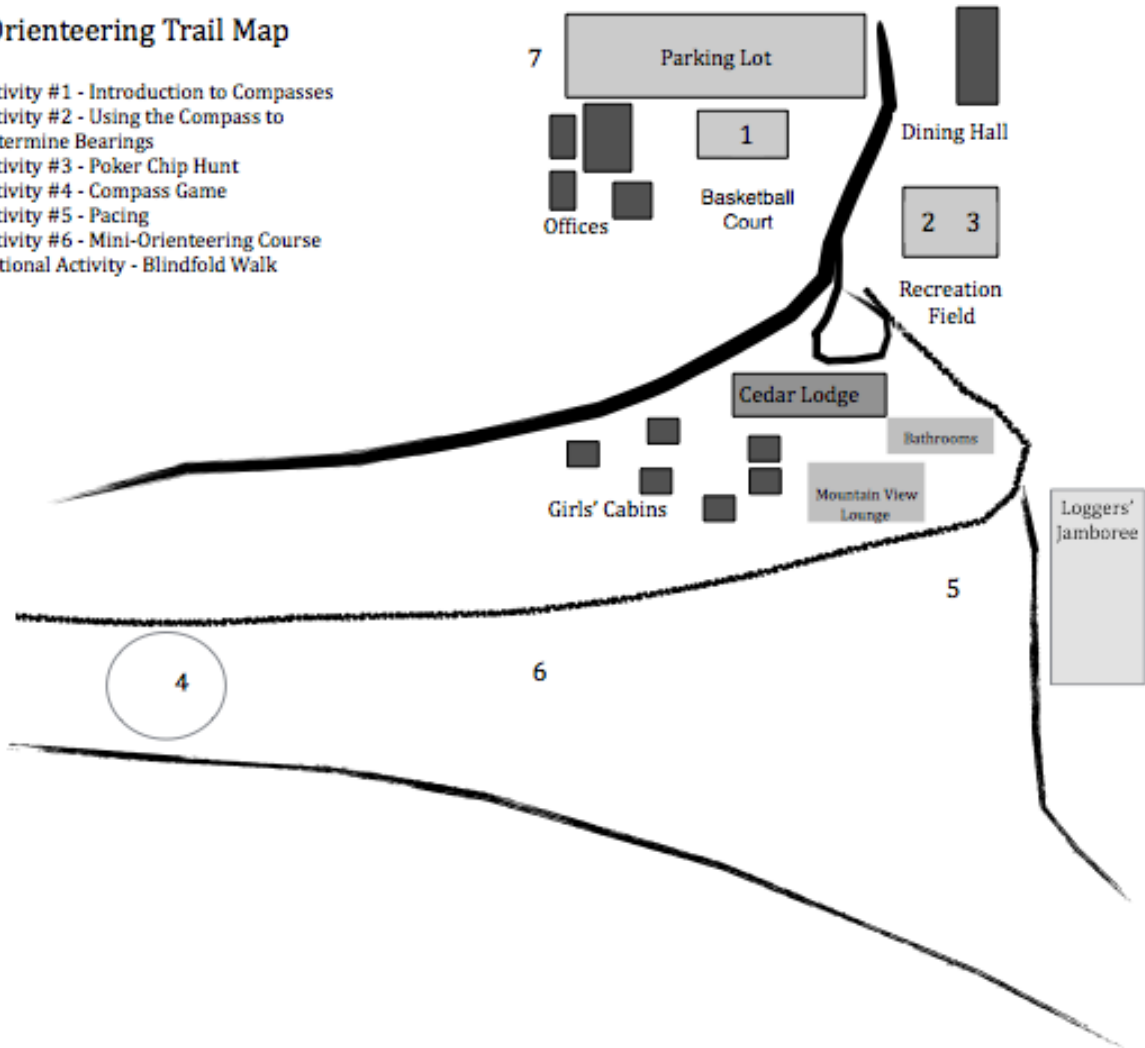 Orienteering Trail Map
tivity #1 - Introduction to Compasses
tivity #2 - Using the Compass to
termine Bearings
tivity #3 - Poker Chip Hunt
tivity #4 - Compass Game
tivity #5 - Pacing
tivity #6 - Mini-Orienteering Course
tional Activity - Blindfold Walk
7
Parking Lot
1
Basketball
Court
Dining Hall
Offices
2 3
Recreation
Field
Cedar Lodge
Bathrooms
Mountain View
Lounge
Girls' Cabins
Loggers'
Jamboree
5
6
4